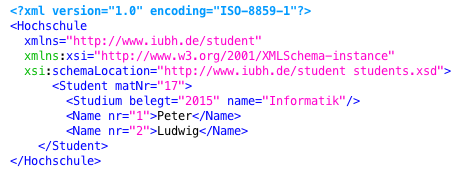 <?xml version="1.0" encoding="ISO-8859-1"?>
<Hochschule
  xmlns="http://www.iubh.de/student"
  xmlns:xsi="http://www.w3.org/2001/XMLSchema-instance"
  xsi:schemaLocation="http://www.iubh.de/student students.xsd">
      <Student matNr="17">
        <Studium belegt="2015" name="Informatik"/>
        <Name nr="1">Peter</Name>
        <Name nr="2">Ludwig</Name>
    </Student>
</Hochschule>